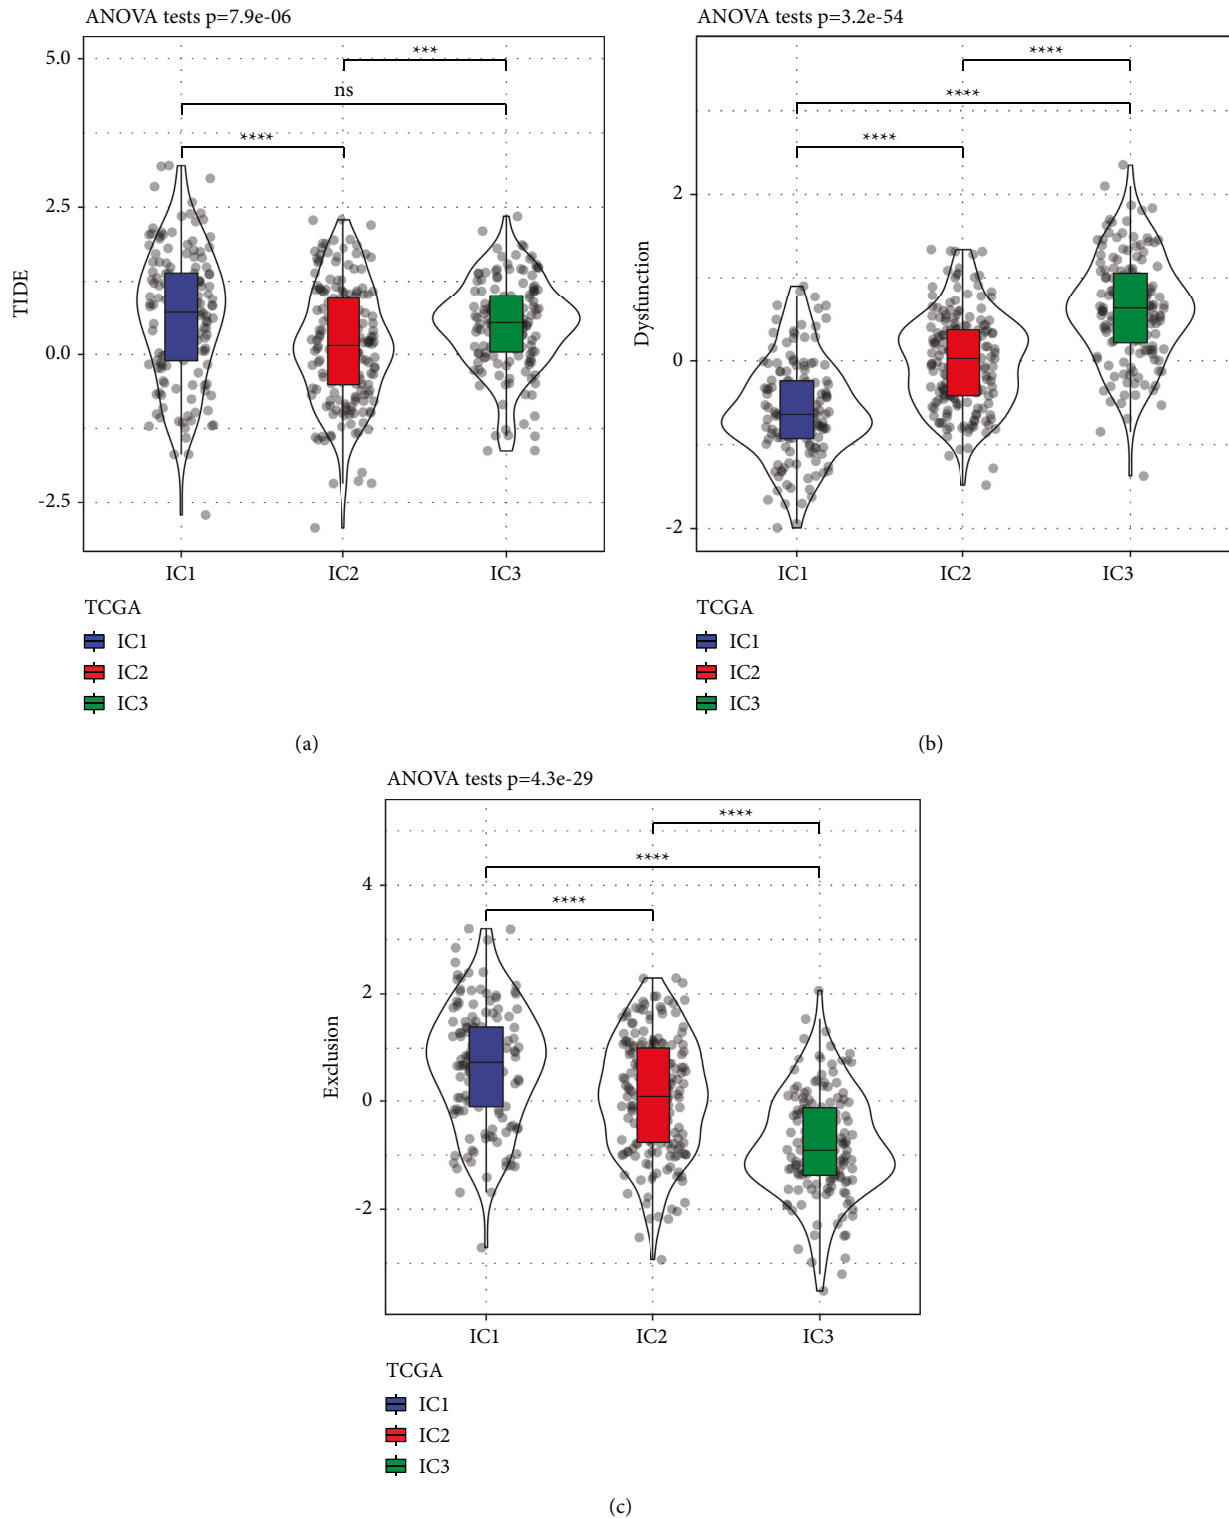 ANOVA tests p=7.9e-06
TIDE
5.0
2.5
0.0
-2.5
***
ns
****
IC1
IC2
IC3
TCGA
IC1
IC2
IC3
(a)
ANOVA tests p=3.2e-54
Dysfunction
2
0
-2
****
****
****
IC1
IC2
IC3
TCGA
IC1
IC2
IC3
(b)
ANOVA tests p=4.3e-29
Exclusion
4
2
0
-2
****
****
****
IC1
IC2
IC3
TCGA
IC1
IC2
IC3
(c)